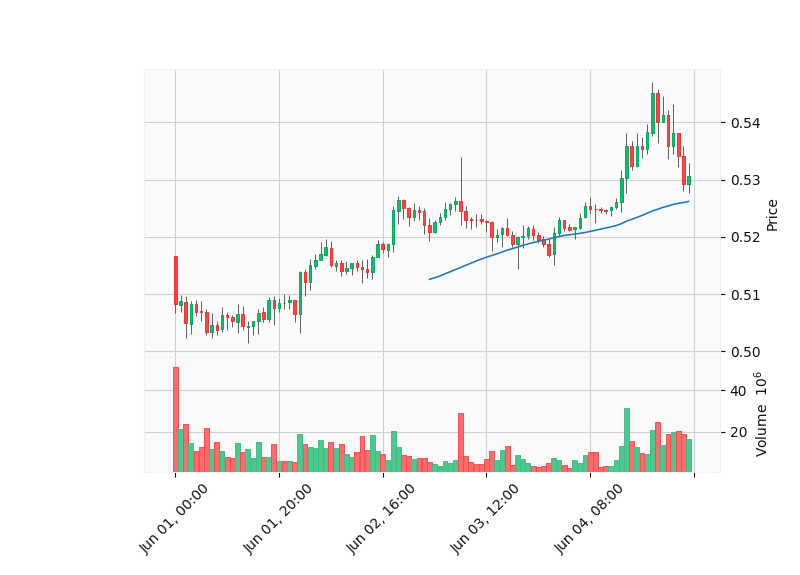 0.54
0.53
0.52
0.51
0.50
Price
40
20
Volume 10^6
Jun 01, 00:00
Jun 01, 20:00
Jun 02, 16:00
Jun 03, 12:00
Jun 04, 08:00